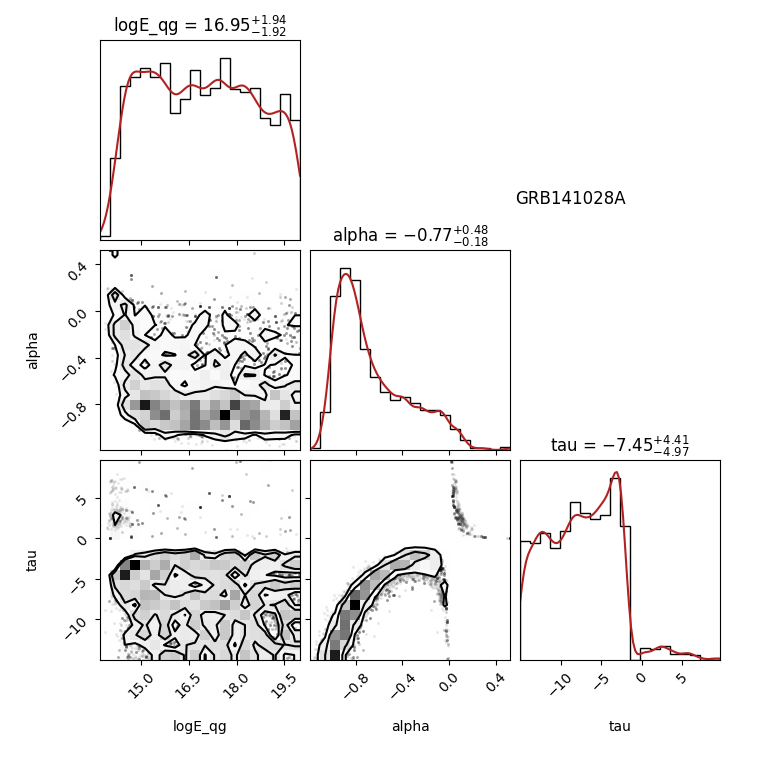 logE_qg = 16.95+1.94−1.92
GRB141028A
alpha = −0.77+0.48−0.18
0.4
0.0
−0.4
−0.8
alpha
tau = −7.45+4.41−4.97
5
0
−5
−10
tau
15.0 16.5 18.0 19.5 −0.8 −0.4 0.0 0.4 −10 −5 0 5
logE_qg alpha tau